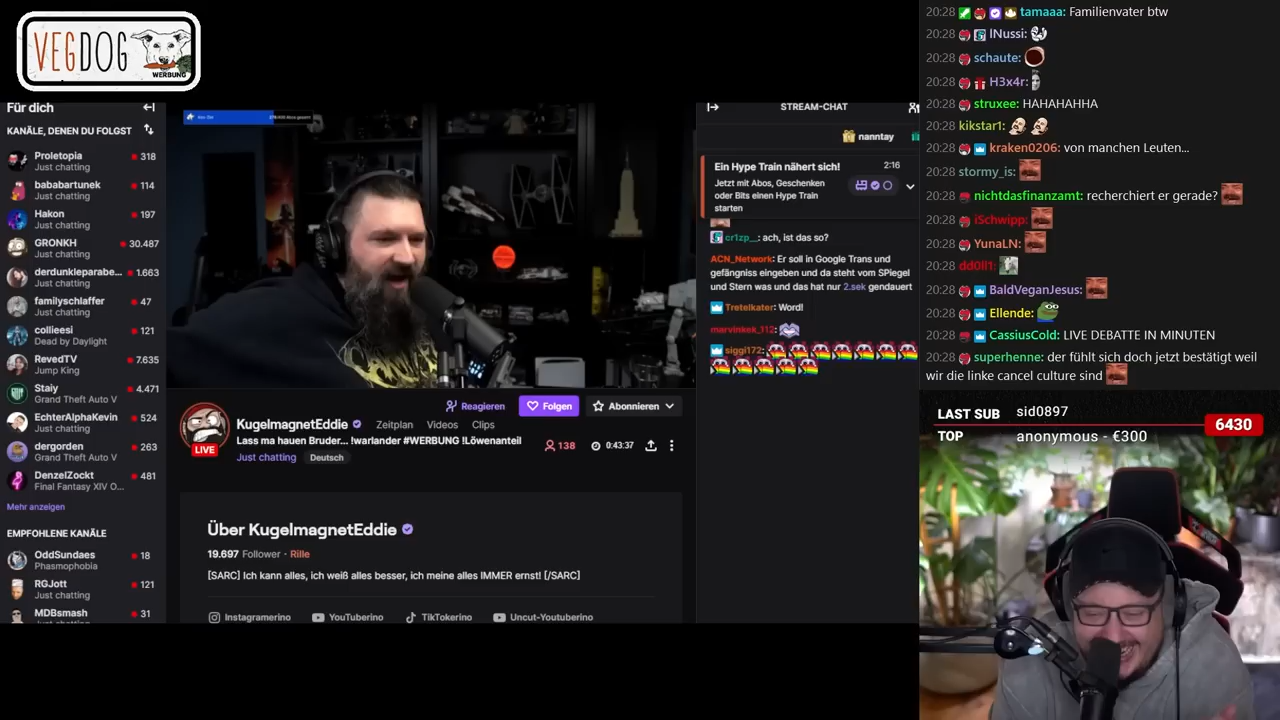 VEGDOG
WERBUNG
Für dich
KANÄLE, DENEN DU FOLGST
Proletopia
318
Just chatting
bababartunek
114
Just chatting
Hakon
197
Just chatting
GRONKH
30.487
Just chatting
derdunkleparabe...
1.663
Just chatting
familyschlaffer
47
Just chatting
collieesi
121
Dead by Daylight
RevedTV
7.635
Jump King
Staiy
4.471
Grand Theft Auto V
EchterAlphaKevin
524
Just chatting
dergorden
263
Grand Theft Auto V
DenzelZockt
481
Final Fantasy XIV O...
Mehr anzeigen
EMPFOHLENE KANÄLE
OddSundaes
18
Phasmophobia
RGJott
121
Just chatting
MDBsmash
31
Reagieren
Folgen
Abonnieren
KugelmagnetEddie
Zeitplan
Videos
Clips
Lass ma hauen Bruder... !warlander #WERBUNG !Löwenanteil
138
0:43:37
LIVE
Just chatting
Deutsch
Über KugelmagnetEddie
19.697 Follower · Rille
[SARC] Ich kann alles, ich weiß alles besser, ich meine alles IMMER ernst! [/SARC]
Instagramerino
YouTuberino
TikTokerino
Uncut-Youtuberino
STREAM-CHAT
nanntay
Ein Hype Train nähert sich!
2:16
Jetzt mit Abos, Geschenken
oder Bits einen Hype Train
starten
cr1zp__: ach, ist das so?
ACN_Network: Er soll in Google Trans und
gefängniss eingeben und da steht vom SPiegel
und Stern was und das hat nur 2.sek gendauert
Tretelkater: Word!
marvinkek_112:
siggi172:
20:28 tamaaa: Familienvater btw
20:28 INussi:
20:28 schaute:
20:28 H3x4r:
20:28 struxee: HAHAHAHHA
20:28 kikstar1:
20:28 kraken0206: von manchen Leuten...
20:28 stormy_is:
20:28 nichtdasfinanzamt: recherchiert er gerade?
20:28 iSchwipp:
20:28 YunaLN:
20:28 dd0ll1:
20:28 BaldVeganJesus:
20:28 Ellende:
20:28 CassiusCold: LIVE DEBATTE IN MINUTEN
20:28 superhenne: der fühlt sich doch jetzt bestätigt weil
wir die linke cancel culture sind
LAST SUB
sid0897
6430
TOP
anonymous - €300